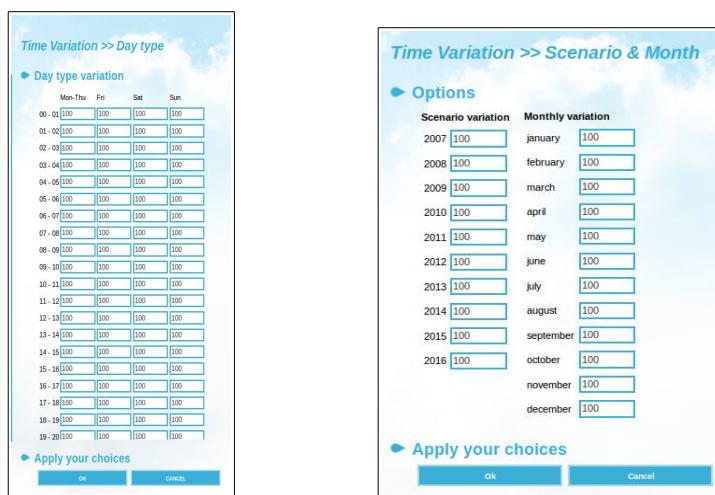 Time Variation >> Day type
Day type variation
Mon-Thu Fri Sat Sun
00 - 01 100 100 100 100
01 - 02 100 100 100 100
02 - 03 100 100 100 100
03 - 04 100 100 100 100
04 - 05 100 100 100 100
05 - 06 100 100 100 100
06 - 07 100 100 100 100
07 - 08 100 100 100 100
08 - 09 100 100 100 100
09 - 10 100 100 100 100
10 - 11 100 100 100 100
11 - 12 100 100 100 100
12 - 13 100 100 100 100
13 - 14 100 100 100 100
14 - 15 100 100 100 100
15 - 16 100 100 100 100
16 - 17 100 100 100 100
17 - 18 100 100 100 100
18 - 19 100 100 100 100
19 - 20 100 100 100 100
Apply your choices
OK CANCEL
Time Variation >> Scenario & Month
Options
Scenario variation Monthly variation
2007 100 january 100
2008 100 february 100
2009 100 march 100
2010 100 april 100
2011 100 may 100
2012 100 june 100
2013 100 july 100
2014 100 august 100
2015 100 september 100
2016 100 october 100
november 100
december 100
Apply your choices
Ok Cancel